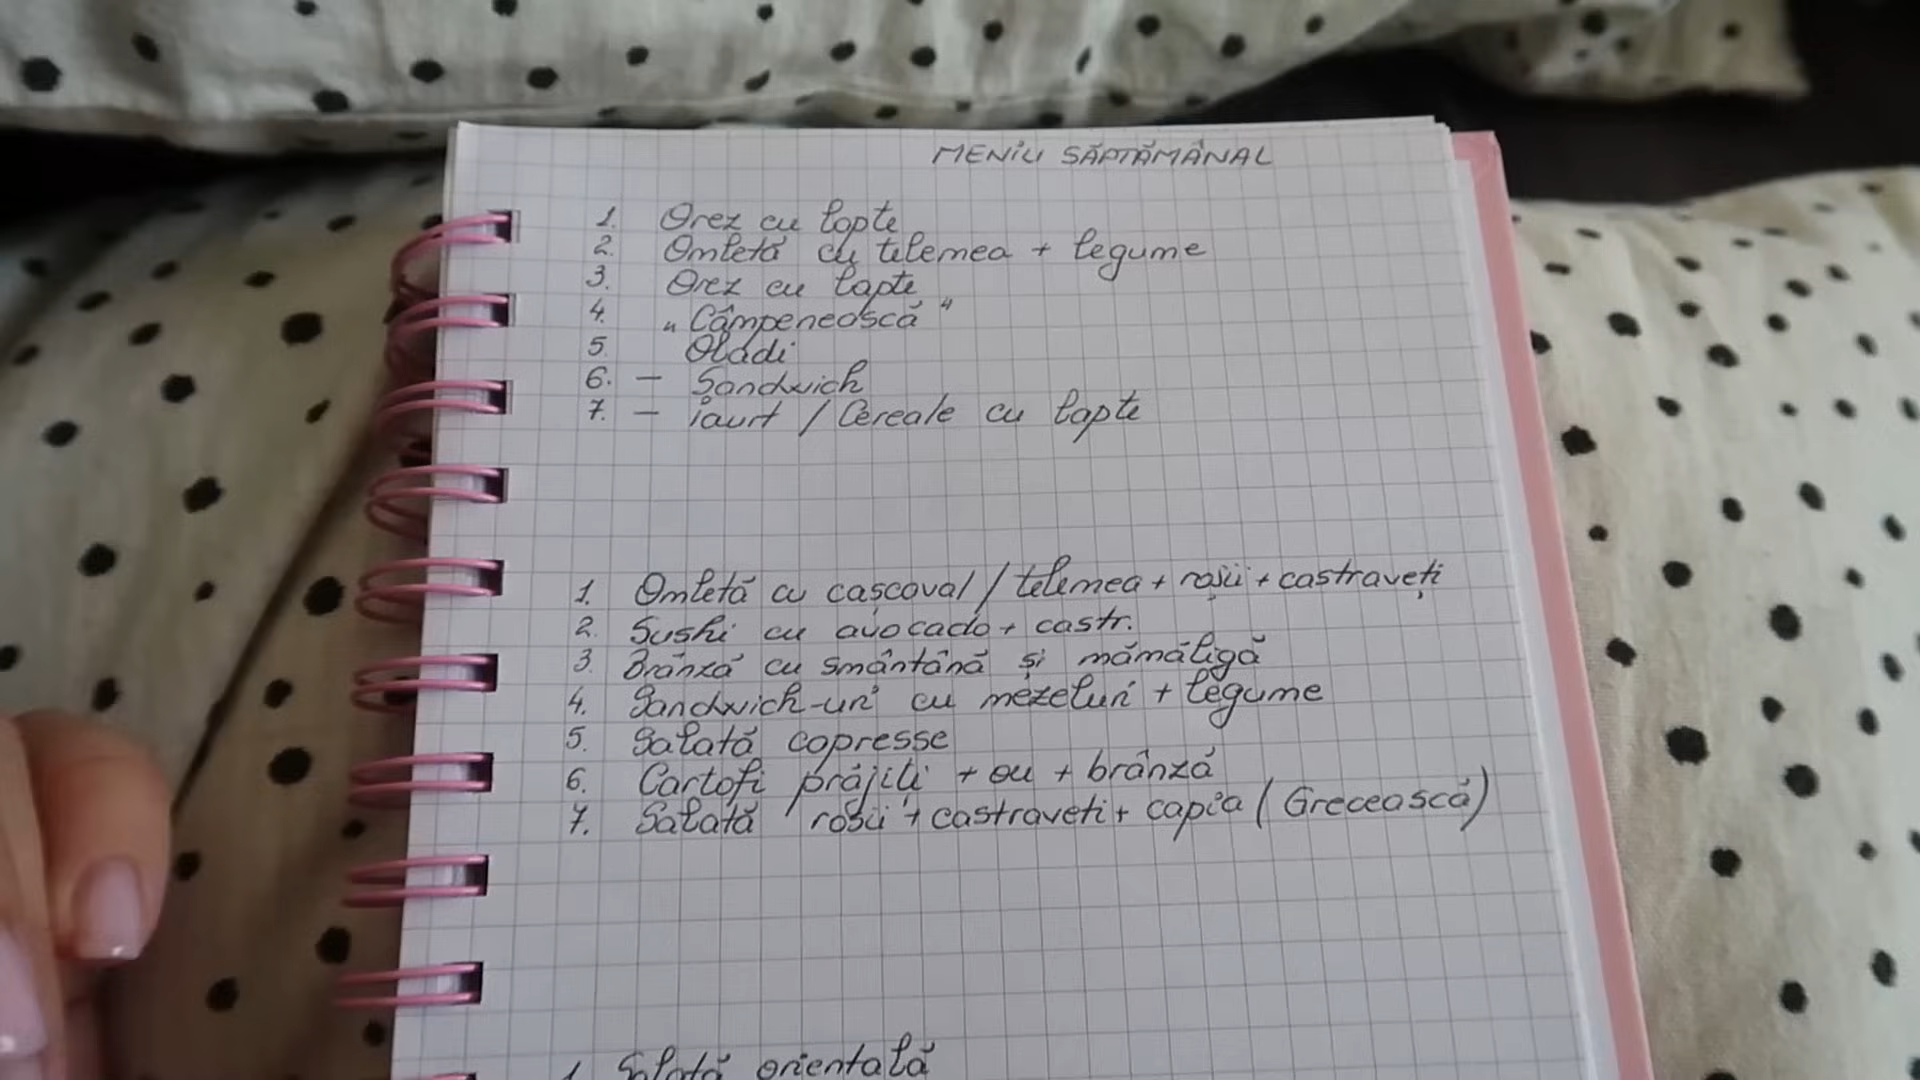 MENIU SĂPTĂMÂNAL
1. Orez cu lapte
2. Omletă cu telemea + legume
3. Orez cu lapte
4. „Câmpenească"
5. Oladi
6. – Sandwich
7. – iaurt / Cereale cu lapte
1. Omletă cu cașcaval / telemea + roșii + castraveți
2. Sushi cu avocado + castr.
3. Brânză cu smântână și mămăligă
4. Sandwich-uri cu mezeluri + legume
5. Salată copresse
6. Cartofi prăjiți + ou + brânză
7. Salată roșii + castraveti + capia (Grecească)
1. Salată orientală